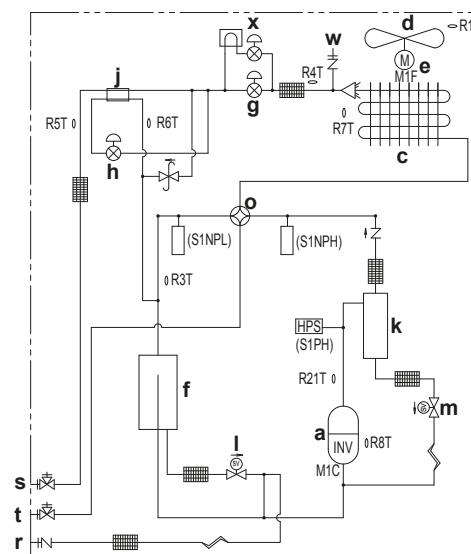 x
w
d
R1
M
e
M1F
j
g
R4T
R5T
R6T
R7T
h
c
o
(S1NPL)
(S1NPH)
R3T
HPS
(S1PH)
k
R21T
m
f
a
INV
R8T
l
SV
M1C
s
t
r